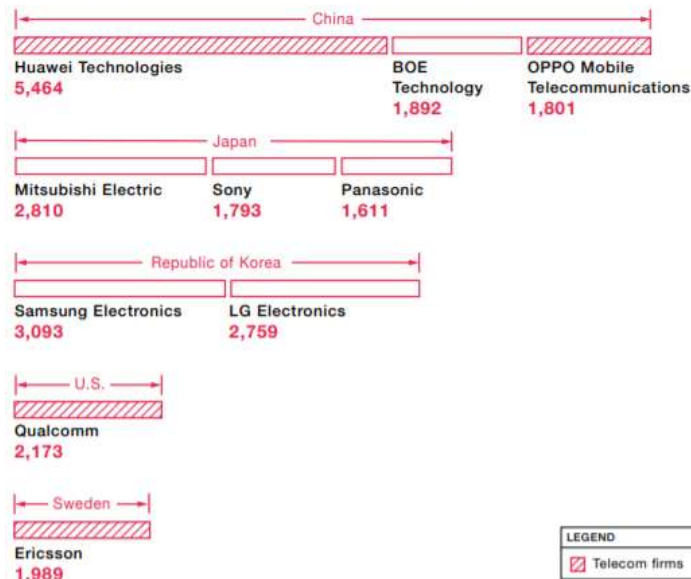 China
Huawei Technologies
5,464
BOE
Technology
1,892
OPPO Mobile
Telecommunications
1,801
Japan
Mitsubishi Electric
2,810
Sony
1,793
Panasonic
1,611
Republic of Korea
Samsung Electronics
3,093
LG Electronics
2,759
U.S.
Qualcomm
2,173
Sweden
Ericsson
1,989
LEGEND
Telecom firms